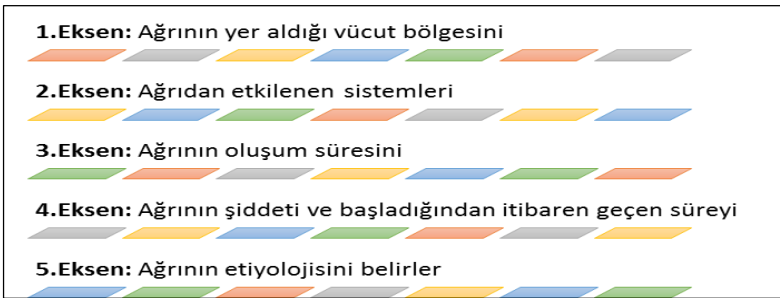 1.Eksen: Ağrının yer aldığı vücut bölgesini
2.Eksen: Ağrıdan etkilenen sistemleri
3.Eksen: Ağrının oluşum süresini
4.Eksen: Ağrının şiddeti ve başladığından itibaren geçen süreyi
5.Eksen: Ağrının etiyolojisini belirler